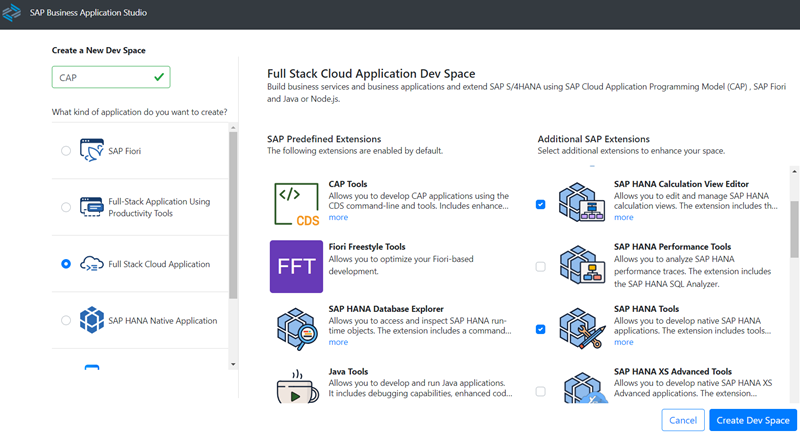 SAP Business Application Studio
Create a New Dev Space
CAP
What kind of application do you want to create?
SAP Fiori
Full-Stack Application Using
Productivity Tools
Full Stack Cloud Application
SAP HANA Native Application
Full Stack Cloud Application Dev Space
Build business services and business applications and extend SAP S/4HANA using SAP Cloud Application Programming Model (CAP) , SAP Fiori
and Java or Node.js.
SAP Predefined Extensions
The following extensions are enabled by default.
</>
CDS
CAP Tools
Allows you to develop CAP applications using the
CDS command-line and tools. Includes enhance...
more
FFT
Fiori Freestyle Tools
Allows you to optimize your Fiori-based
development.
SAP HANA Database Explorer
Allows you to access and inspect SAP HANA run-
time objects. The extension includes a command...
more
Java Tools
Allows you to develop and run Java applications.
It includes debugging capabilities, enhanced cod...
Additional SAP Extensions
Select additional extensions to enhance your space.
SAP HANA Calculation View Editor
Allows you to edit and manage SAP HANA
calculation views. The extension includes th...
more
SAP HANA Performance Tools
Allows you to analyze SAP HANA
performance traces. The extension includes
the SAP HANA SQL Analyzer.
SAP HANA Tools
Allows you to develop native SAP HANA
applications. The extension includes tools...
more
SAP HANA XS Advanced Tools
Allows you to develop native SAP HANA XS
Advanced applications. The extension...
Cancel
Create Dev Space